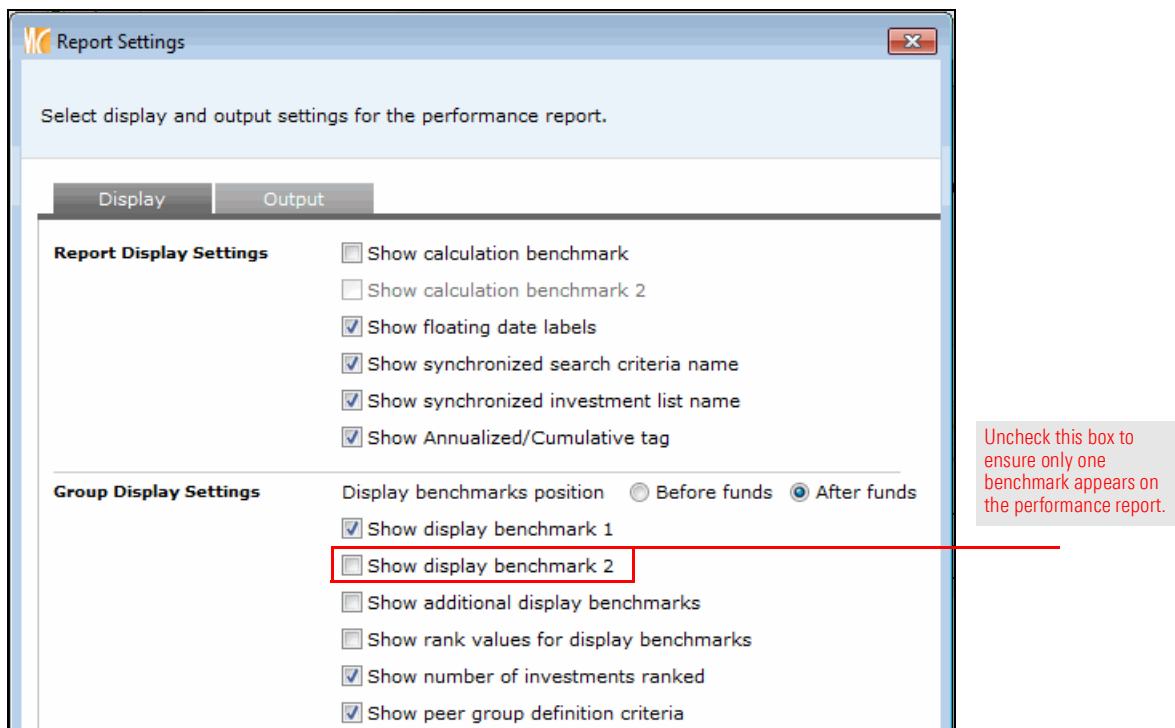 Report Settings
Select display and output settings for the performance report.
Display Output
Report Display Settings Show calculation benchmark
Show calculation benchmark 2
Show floating date labels
Show synchronized search criteria name
Show synchronized investment list name
Show Annualized/Cumulative tag
Group Display Settings Display benchmarks position Before funds After funds
Show display benchmark 1
Show display benchmark 2
Show additional display benchmarks
Show rank values for display benchmarks
Show number of investments ranked
Show peer group definition criteria
Uncheck this box to
ensure only one
benchmark appears on
the performance report.